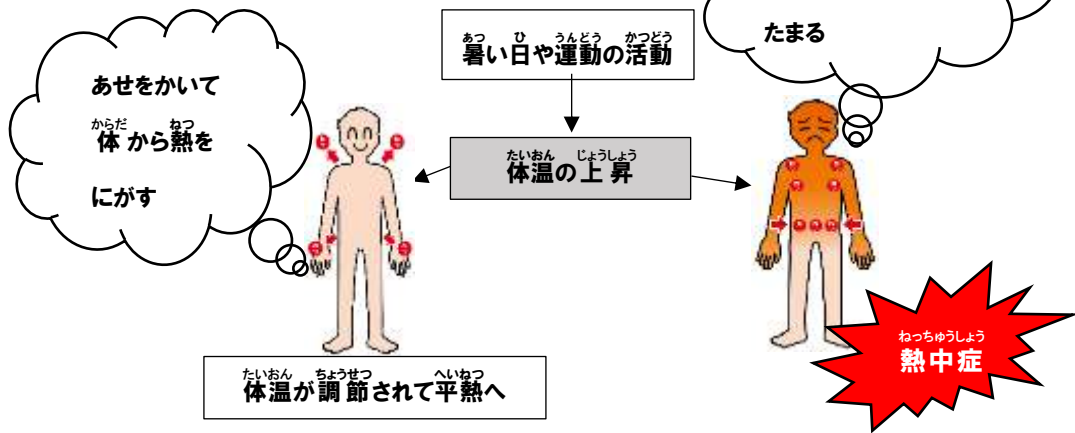 暑い日や運動の活動
たまる
あせをかいて
体から熱を
にがす
体温の上昇
熱中症
体温が調節されて平熱へ